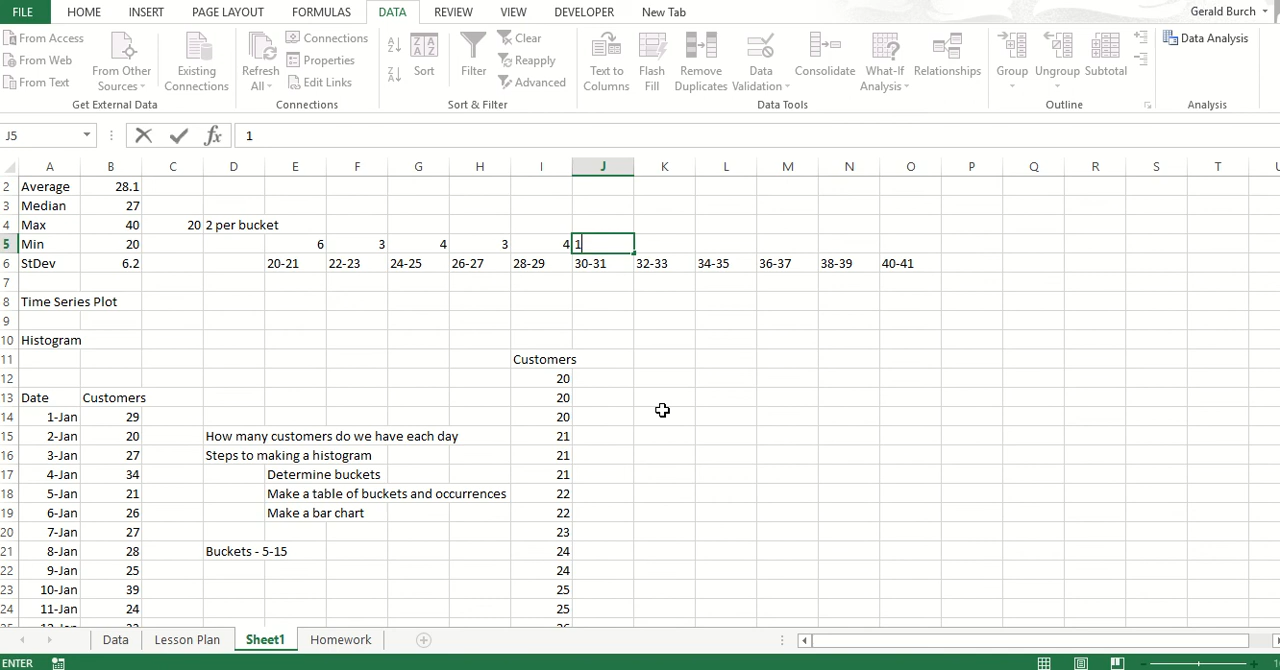 FILE HOME INSERT PAGE LAYOUT FORMULAS DATA REVIEW VIEW DEVELOPER New Tab Gerald Burch
From Access
From Web
From Text
From Other Sources
Existing Connections
Get External Data
Refresh All
Connections
Properties
Edit Links
Connections
Sort
Filter
Clear
Reapply
Advanced
Sort & Filter
Text to Columns
Flash Fill
Remove Duplicates
Data Validation
Consolidate
What-If Analysis
Relationships
Data Tools
Group
Ungroup
Subtotal
Outline
Data Analysis
Analysis
J5 fx 1
A B C D E F G H I J K L M N O P Q R S T U
2 Average 28.1
3 Median 27
4 Max 40 20 2 per bucket
5 Min 20 6 3 4 3 4 1
6 StDev 6.2 20-21 22-23 24-25 26-27 28-29 30-31 32-33 34-35 36-37 38-39 40-41
7
8 Time Series Plot
9
10 Histogram
11 Customers
12 20
13 Date Customers 20
14 1-Jan 29 20
15 2-Jan 20 How many customers do we have each day 21
16 3-Jan 27 Steps to making a histogram 21
17 4-Jan 34 Determine buckets 21
18 5-Jan 21 Make a table of buckets and occurrences 22
19 6-Jan 26 Make a bar chart 22
20 7-Jan 27 23
21 8-Jan 28 Buckets - 5-15 24
22 9-Jan 25 24
23 10-Jan 39 25
24 11-Jan 24 25
Data Lesson Plan Sheet1 Homework
ENTER